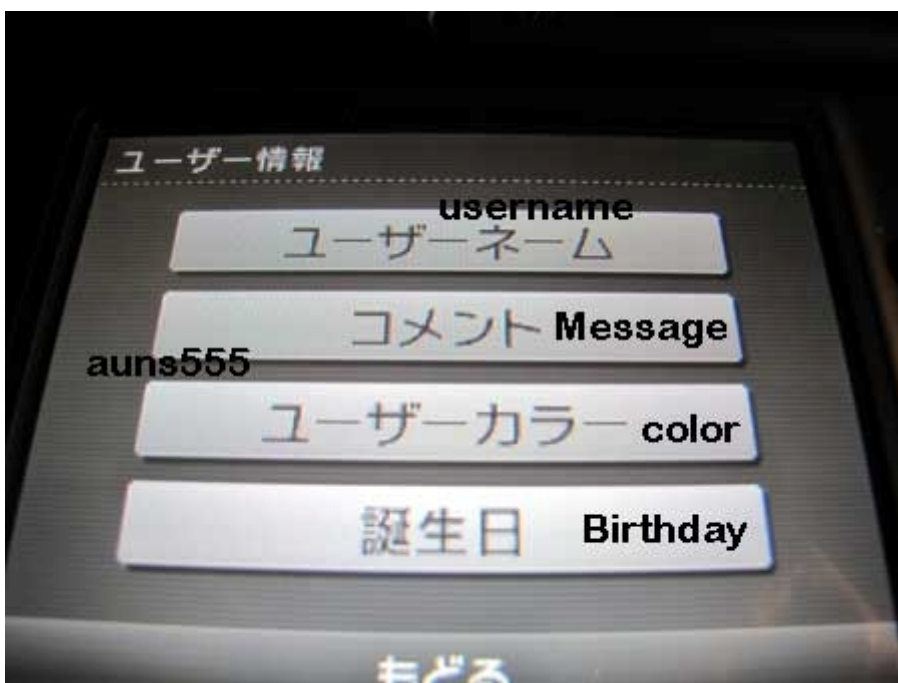 ユーザー情報
username
ユーザーネーム
コメント Message
auns555
ユーザーカラー color
誕生日 Birthday
もどる